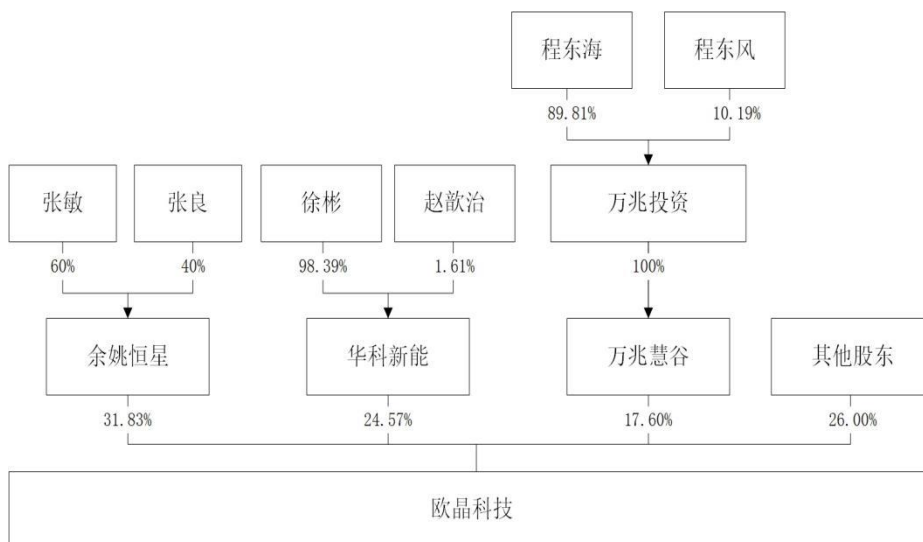 程东海
程东风
89.81%
10.19%
张敏
张良
徐彬
赵歆治
万兆投资
60%
40%
98.39%
1.61%
100%
余姚恒星
华科新能
万兆慧谷
其他股东
31.83%
24.57%
17.60%
26.00%
欧晶科技